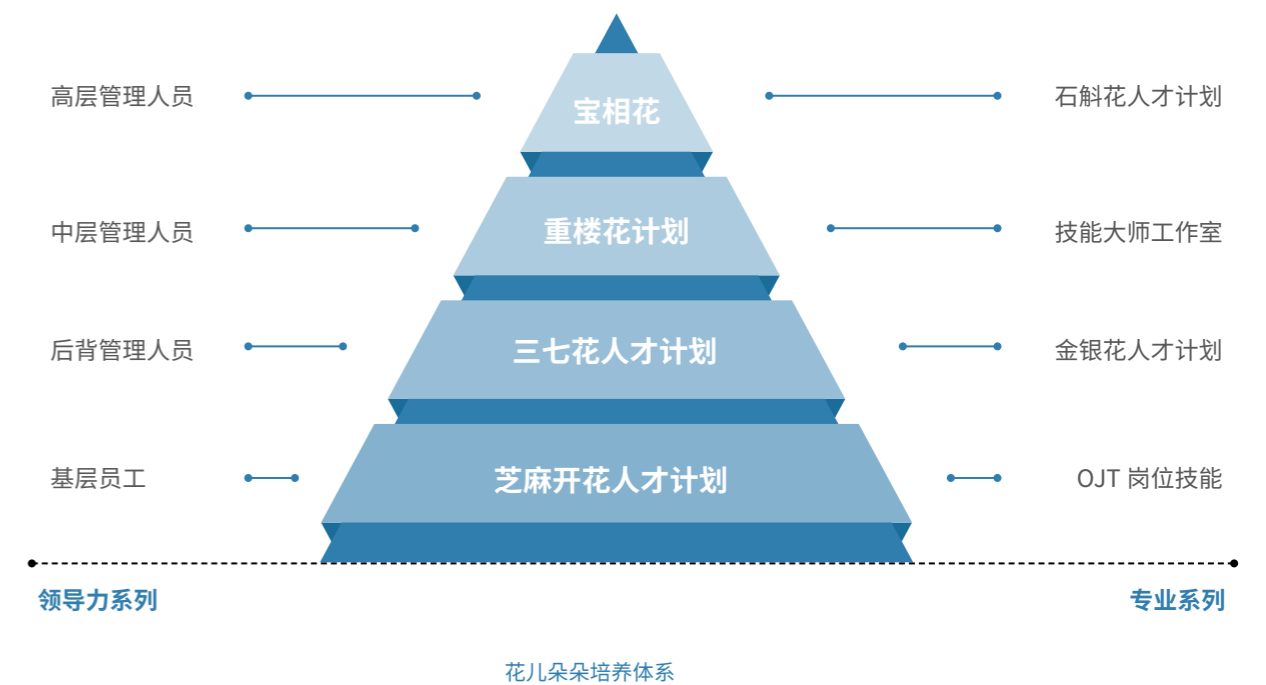 高层管理人员
宝相花
石斛花人才计划
中层管理人员
重楼花计划
技能大师工作室
后背管理人员
三七花人才计划
金银花人才计划
基层员工
芝麻开花人才计划
OJT 岗位技能
领导力系列
专业系列
花儿朵朵培养体系